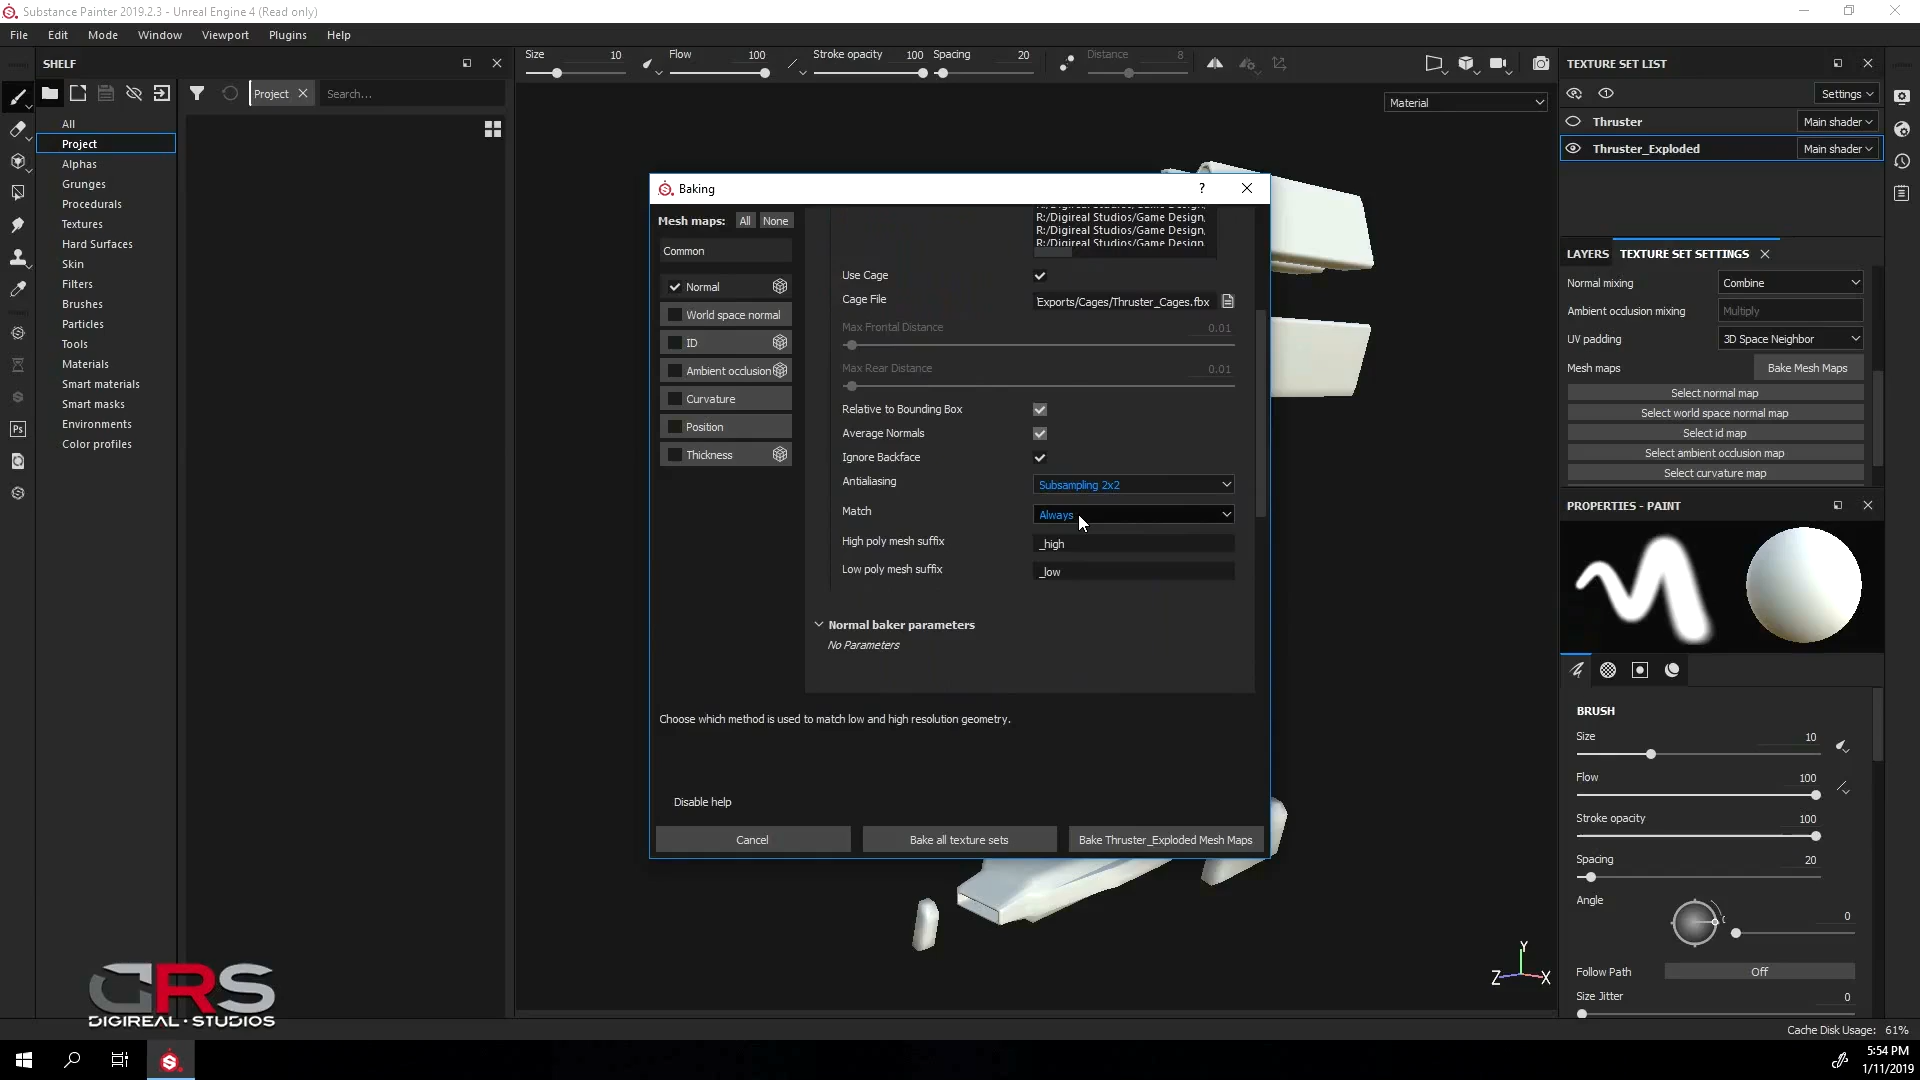 Substance Painter 2019.2.3 - Unreal Engine 4 (Read only)
File Edit Mode Window Viewport Plugins Help
SHELF
Project
Search...
All
Project
Alphas
Grunges
Procedurals
Textures
Hard Surfaces
Skin
Filters
Brushes
Particles
Tools
Materials
Smart materials
Smart masks
Environments
Color profiles
Ps
Size 10 Flow 100 Stroke opacity 100 Spacing 20 Distance 8
Material
Baking ?
Mesh maps: All None
Common
Normal
World space normal
ID
Ambient occlusion
Curvature
Position
Thickness
R:/Digireal Studios/Game Design,
R:/Digireal Studios/Game Design,
R:/Digireal Studios/Game Design,
R:/Digireal Studios/Game Design,
Use Cage
Cage File Exports/Cages/Thruster_Cages.fbx
Max Frontal Distance 0.01
Max Rear Distance 0.01
Relative to Bounding Box
Average Normals
Ignore Backface
Antialiasing Subsampling 2x2
Match Always
High poly mesh suffix _high
Low poly mesh suffix _low
Normal baker parameters
No Parameters
Choose which method is used to match low and high resolution geometry.
Disable help
Cancel Bake all texture sets Bake Thruster_Exploded Mesh Maps
Y
Z X
TEXTURE SET LIST
Settings
Thruster Main shader
Thruster_Exploded Main shader
LAYERS TEXTURE SET SETTINGS
Normal mixing Combine
Ambient occlusion mixing Multiply
UV padding 3D Space Neighbor
Mesh maps Bake Mesh Maps
Select normal map
Select world space normal map
Select id map
Select ambient occlusion map
Select curvature map
PROPERTIES - PAINT
BRUSH
Size 10
Flow 100
Stroke opacity 100
Spacing 20
Angle 0
Follow Path Off
Size Jitter 0
Cache Disk Usage: 61%
DRS
DIGIREAL·STUDIOS
5:54 PM
1/11/2019